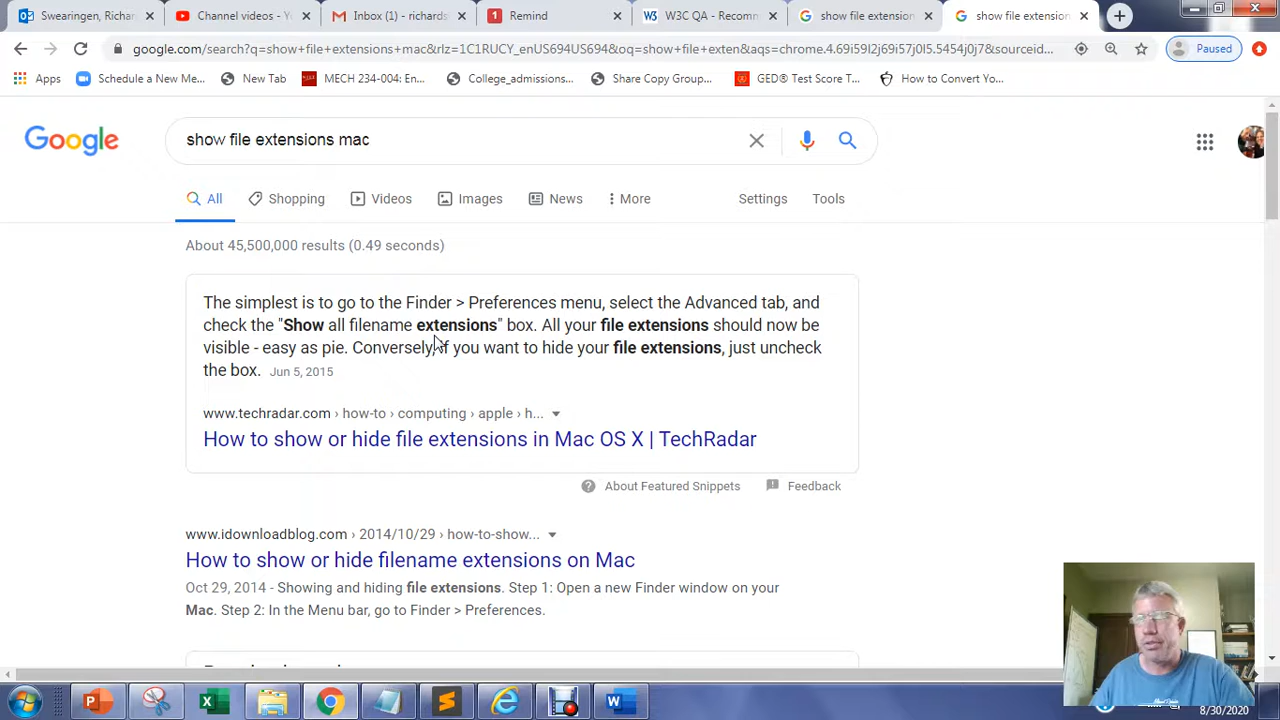 Swearingen, Richar
Channel videos - Y
Inbox (1) - richards
1 Remind
W3C QA - Recomm
show file extension
show file extension
google.com/search?q=show+file+extensions+mac&rlz=1C1RUCY_enUS694US694&oq=show+file+exten&aqs=chrome.4.69i59l2j69i57j0l5.5454j0j7&sourceid...
Paused
Apps
Schedule a New Me...
New Tab
MECH 234-004: En...
College_admissions...
Share Copy Group...
GED® Test Score T...
How to Convert Yo...
Google
show file extensions mac
All
Shopping
Videos
Images
News
More
Settings
Tools
About 45,500,000 results (0.49 seconds)
The simplest is to go to the Finder > Preferences menu, select the Advanced tab, and
check the "Show all filename extensions" box. All your file extensions should now be
visible - easy as pie. Conversely, if you want to hide your file extensions, just uncheck
the box. Jun 5, 2015
www.techradar.com › how-to › computing › apple › h...
How to show or hide file extensions in Mac OS X | TechRadar
About Featured Snippets
Feedback
www.idownloadblog.com › 2014/10/29 › how-to-show...
How to show or hide filename extensions on Mac
Oct 29, 2014 - Showing and hiding file extensions. Step 1: Open a new Finder window on your
Mac. Step 2: In the Menu bar, go to Finder > Preferences.
8/30/2020